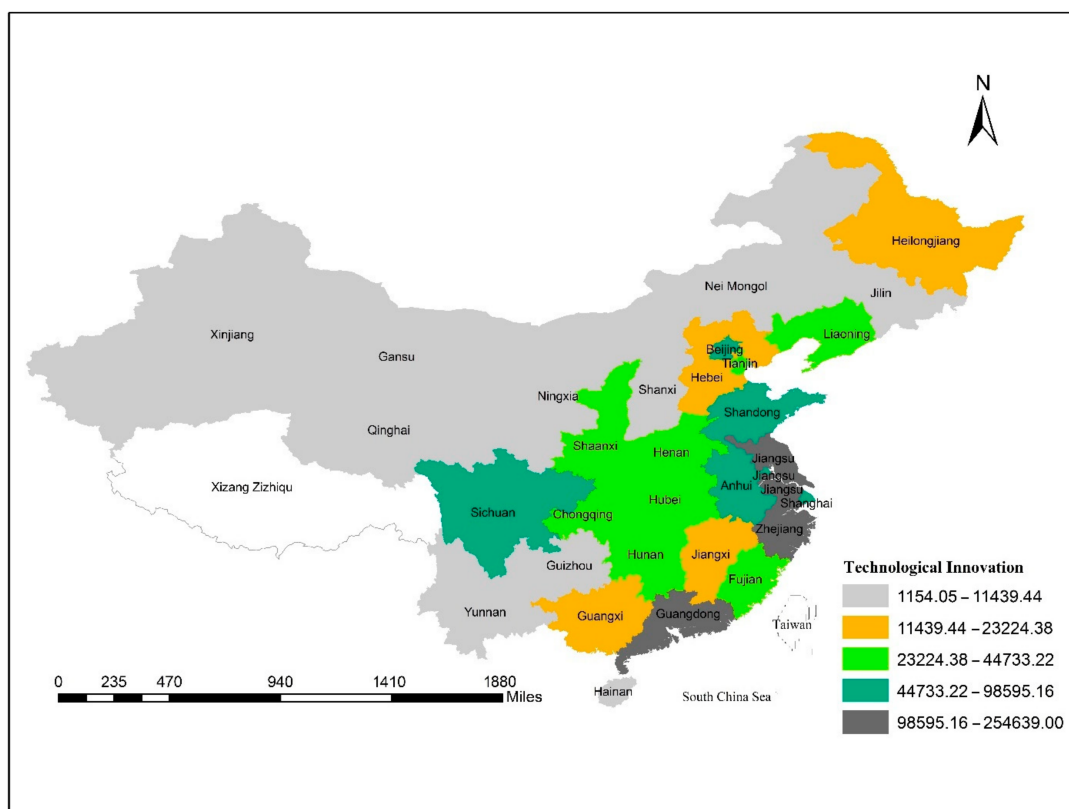 N
Heilongjiang
Nei Mongol
Jilin
Xinjiang
Gansu
Liaoning
Beijing
Tianjin
Hebei
Ningxia
Shanxi
Shandong
Qinghai
Shaanxi
Henan
Jiangsu
Jiangsu
Xizang Zizhiqu
Anhui
Jiangsu
Hubei
Shanghai
Sichuan
Chongqing
Zhejiang
Hunan
Jiangxi
Guizhou
Fujian
Yunnan
Guangxi
Guangdong
Taiwan
Hainan
South China Sea
Technological Innovation
1154.05 – 11439.44
11439.44 – 23224.38
23224.38 – 44733.22
44733.22 – 98595.16
98595.16 – 254639.00
0 235 470 940 1410 1880
Miles